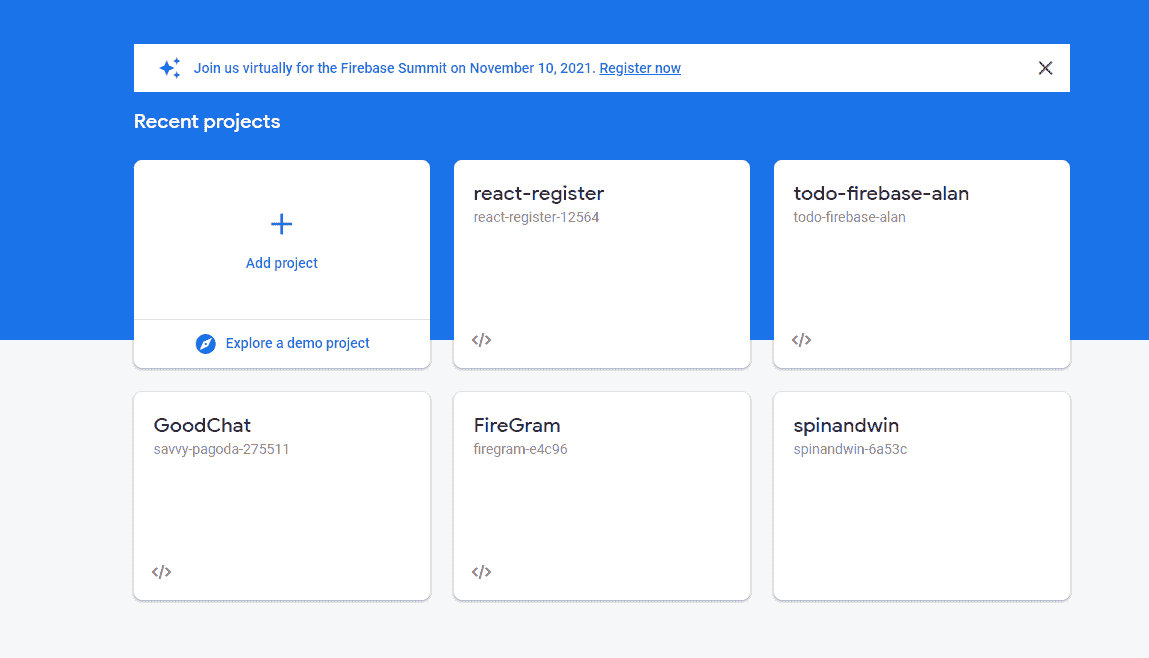 Join us virtually for the Firebase Summit on November 10, 2021. Register now
Recent projects
Add project
Explore a demo project
react-register
react-register-12564
todo-firebase-alan
todo-firebase-alan
GoodChat
savvy-pagoda-275511
FireGram
firegram-e4c96
spinandwin
spinandwin-6a53c